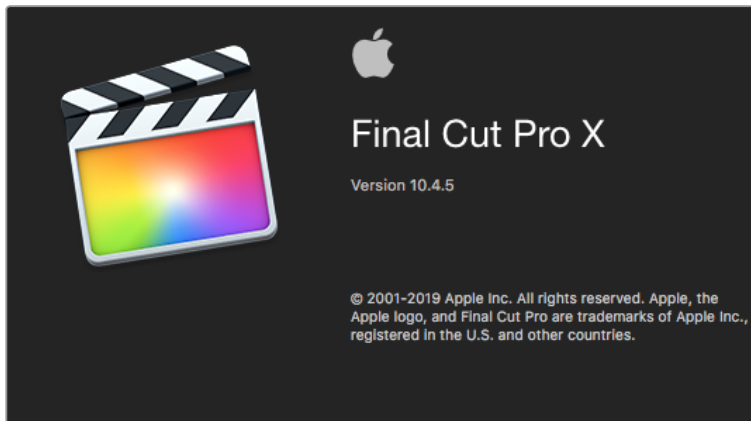 Final Cut Pro X
Version 10.4.5
© 2001-2019 Apple Inc. All rights reserved. Apple, the
Apple logo, and Final Cut Pro are trademarks of Apple Inc.,
registered in the U.S. and other countries.